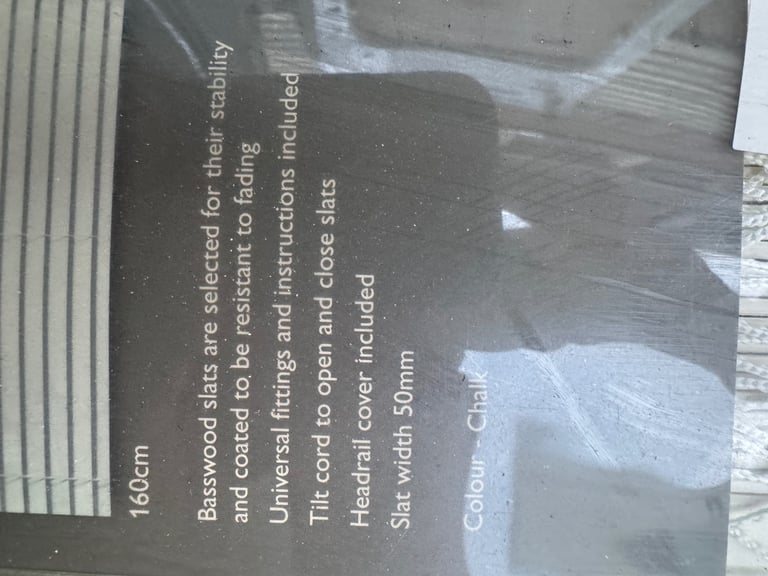 160cm
Basswood slats are selected for their stability
and coated to be resistant to fading
Universal fittings and instructions included
Tilt cord to open and close slats
Headrail cover included
Slat width 50mm
Colour - Chalk